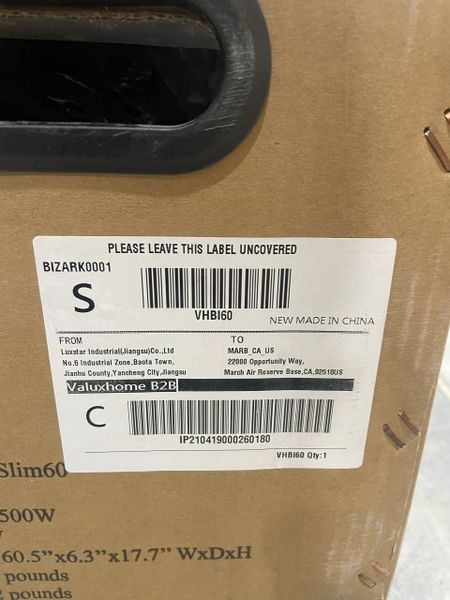 PLEASE LEAVE THIS LABEL UNCOVERED
BIZARK0001
S
VHBI60
NEW MADE IN CHINA
FROM
Luxstar Industrial(Jiangsu)Co.,Ltd
No.6 Industrial Zone,Baota Town,
Jianhu County,Yancheng City,Jiangsu
TO
MARB_CA_US
22000 Opportunity Way,
March Air Reserve Base,CA,92518US
Valuxhome B2B
C
IP210419000260180
VHBI60 Qty:1
Slim60
500W
60.5”x6.3”x17.7” WxDxH
pounds
pounds